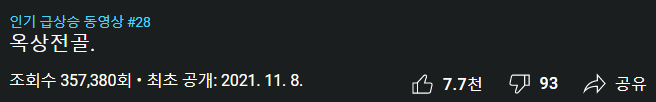 인기 급상승 동영상 #28
옥상전골.
조회수 357,380회 • 최초 공개: 2021. 11. 8.
7.7천 93 공유